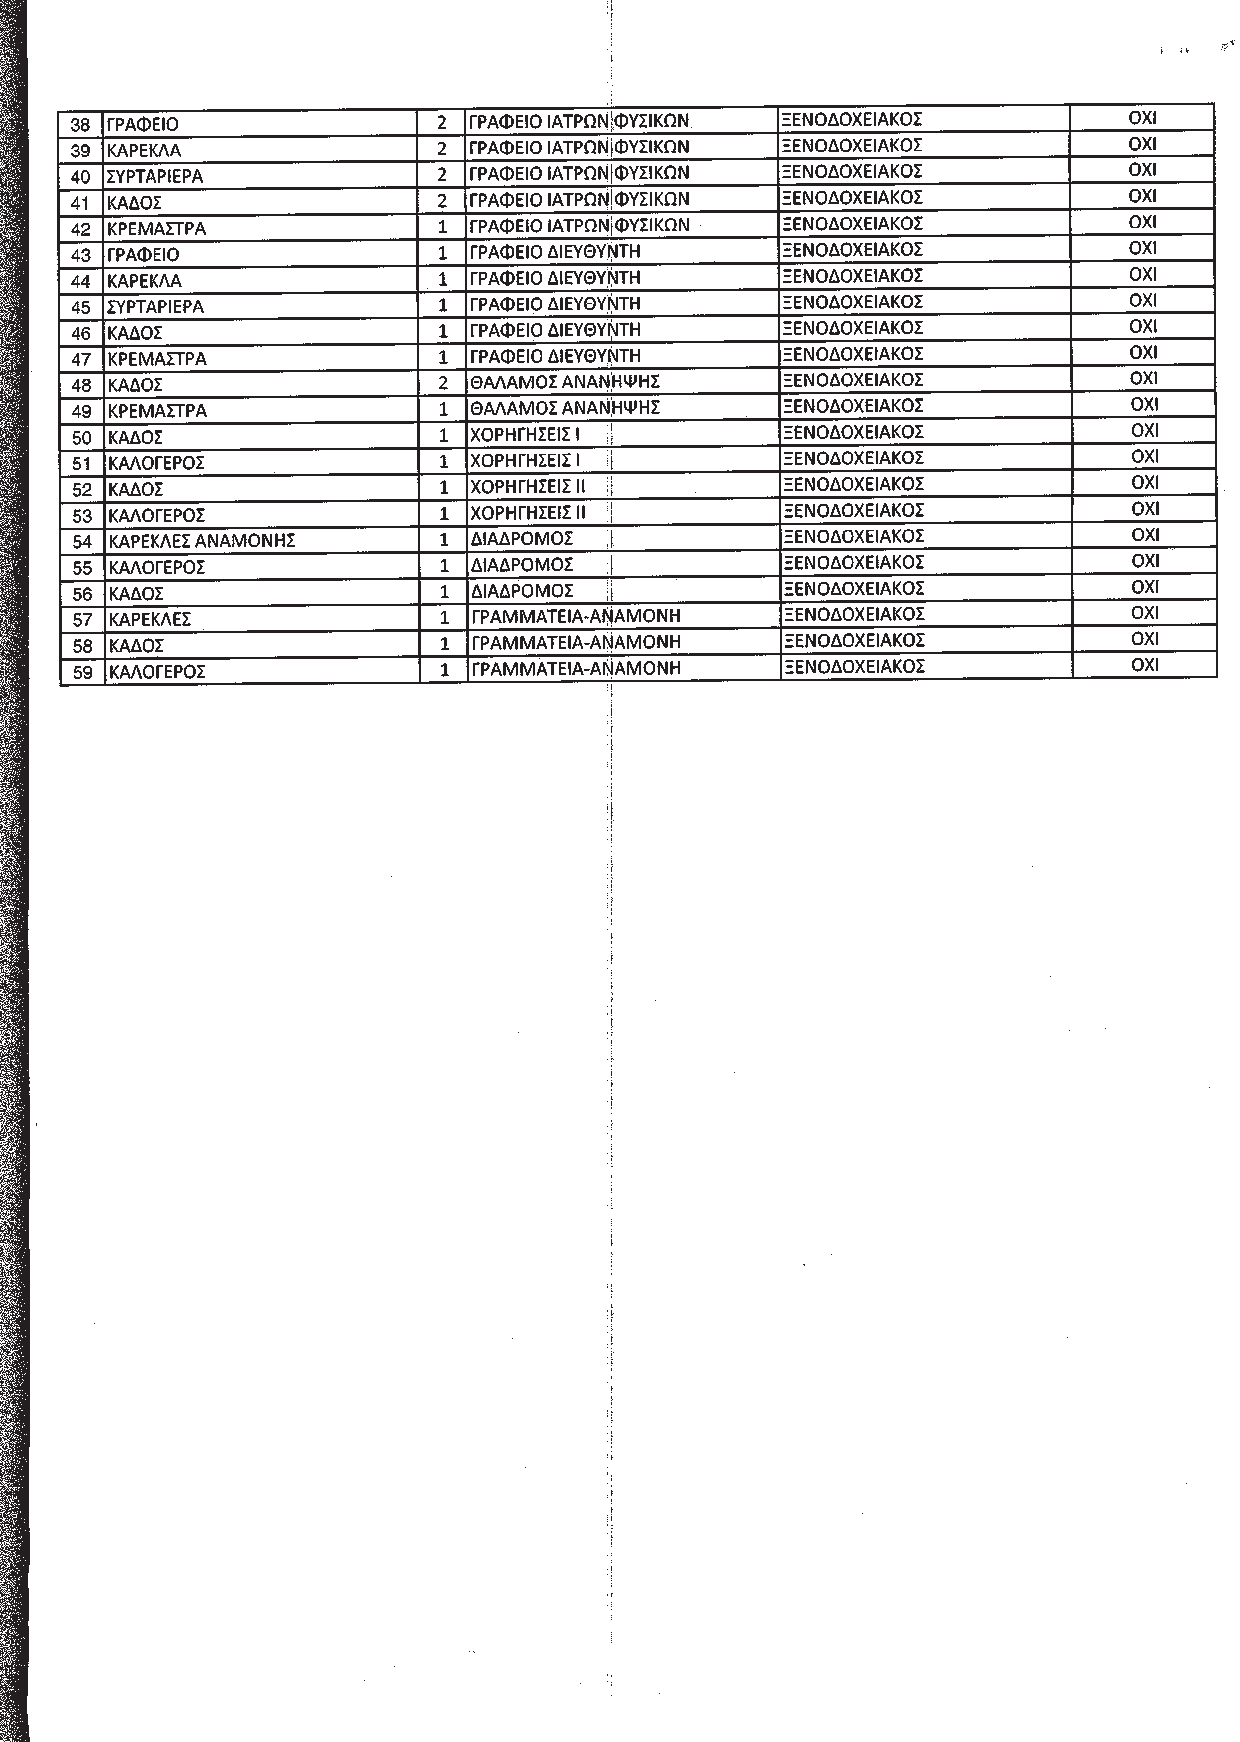 38 ΓΡΑΦΕΙΟ 2 ΓΡΑΦΕΙΟ ΙΑΤΡΩΝ ΦΥΣΙΚΩΝ ΞΕΝΟΔΟΧΕΙΑΚΟΣ ΟΧΙ
39 ΚΑΡΕΚΛΑ 2 ΓΡΑΦΕΙΟ ΙΑΤΡΩΝ ΦΥΣΙΚΩΝ ΞΕΝΟΔΟΧΕΙΑΚΟΣ ΟΧΙ
40 ΣΥΡΤΑΡΙΕΡΑ 2 ΓΡΑΦΕΙΟ ΙΑΤΡΩΝ ΦΥΣΙΚΩΝ ΞΕΝΟΔΟΧΕΙΑΚΟΣ ΟΧΙ
41 ΚΑΔΟΣ 2 ΓΡΑΦΕΙΟ ΙΑΤΡΩΝ ΦΥΣΙΚΩΝ ΞΕΝΟΔΟΧΕΙΑΚΟΣ ΟΧΙ
42 ΚΡΕΜΑΣΤΡΑ 1 ΓΡΑΦΕΙΟ ΙΑΤΡΩΝ ΦΥΣΙΚΩΝ ΞΕΝΟΔΟΧΕΙΑΚΟΣ ΟΧΙ
43 ΓΡΑΦΕΙΟ 1 ΓΡΑΦΕΙΟ ΔΙΕΥΘΥΝΤΗ ΞΕΝΟΔΟΧΕΙΑΚΟΣ ΟΧΙ
44 ΚΑΡΕΚΛΑ 1 ΓΡΑΦΕΙΟ ΔΙΕΥΘΥΝΤΗ ΞΕΝΟΔΟΧΕΙΑΚΟΣ ΟΧΙ
45 ΣΥΡΤΑΡΙΕΡΑ 1 ΓΡΑΦΕΙΟ ΔΙΕΥΘΥΝΤΗ ΞΕΝΟΔΟΧΕΙΑΚΟΣ ΟΧΙ
46 ΚΑΔΟΣ 1 ΓΡΑΦΕΙΟ ΔΙΕΥΘΥΝΤΗ ΞΕΝΟΔΟΧΕΙΑΚΟΣ ΟΧΙ
47 ΚΡΕΜΑΣΤΡΑ 1 ΓΡΑΦΕΙΟ ΔΙΕΥΘΥΝΤΗ ΞΕΝΟΔΟΧΕΙΑΚΟΣ ΟΧΙ
48 ΚΑΔΟΣ 2 ΘΑΛΑΜΟΣ ΑΝΑΝΗΨΗΣ ΞΕΝΟΔΟΧΕΙΑΚΟΣ ΟΧΙ
49 ΚΡΕΜΑΣΤΡΑ 1 ΘΑΛΑΜΟΣ ΑΝΑΝΗΨΗΣ ΞΕΝΟΔΟΧΕΙΑΚΟΣ ΟΧΙ
50 ΚΑΔΟΣ 1 ΧΟΡΗΓΗΣΕΙΣ Ι ΞΕΝΟΔΟΧΕΙΑΚΟΣ ΟΧΙ
51 ΚΑΛΟΓΕΡΟΣ 1 ΧΟΡΗΓΗΣΕΙΣ Ι ΞΕΝΟΔΟΧΕΙΑΚΟΣ ΟΧΙ
52 ΚΑΔΟΣ 1 ΧΟΡΗΓΗΣΕΙΣ ΙΙ ΞΕΝΟΔΟΧΕΙΑΚΟΣ ΟΧΙ
53 ΚΑΛΟΓΕΡΟΣ 1 ΧΟΡΗΓΗΣΕΙΣ ΙΙ ΞΕΝΟΔΟΧΕΙΑΚΟΣ ΟΧΙ
54 ΚΑΡΕΚΛΕΣ ΑΝΑΜΟΝΗΣ 1 ΔΙΑΔΡΟΜΟΣ ΞΕΝΟΔΟΧΕΙΑΚΟΣ ΟΧΙ
55 ΚΑΛΟΓΕΡΟΣ 1 ΔΙΑΔΡΟΜΟΣ ΞΕΝΟΔΟΧΕΙΑΚΟΣ ΟΧΙ
56 ΚΑΔΟΣ 1 ΔΙΑΔΡΟΜΟΣ ΞΕΝΟΔΟΧΕΙΑΚΟΣ ΟΧΙ
57 ΚΑΡΕΚΛΕΣ 1 ΓΡΑΜΜΑΤΕΙΑ-ΑΝΑΜΟΝΗ ΞΕΝΟΔΟΧΕΙΑΚΟΣ ΟΧΙ
58 ΚΑΔΟΣ 1 ΓΡΑΜΜΑΤΕΙΑ-ΑΝΑΜΟΝΗ ΞΕΝΟΔΟΧΕΙΑΚΟΣ ΟΧΙ
59 ΚΑΛΟΓΕΡΟΣ 1 ΓΡΑΜΜΑΤΕΙΑ-ΑΝΑΜΟΝΗ ΞΕΝΟΔΟΧΕΙΑΚΟΣ ΟΧΙ